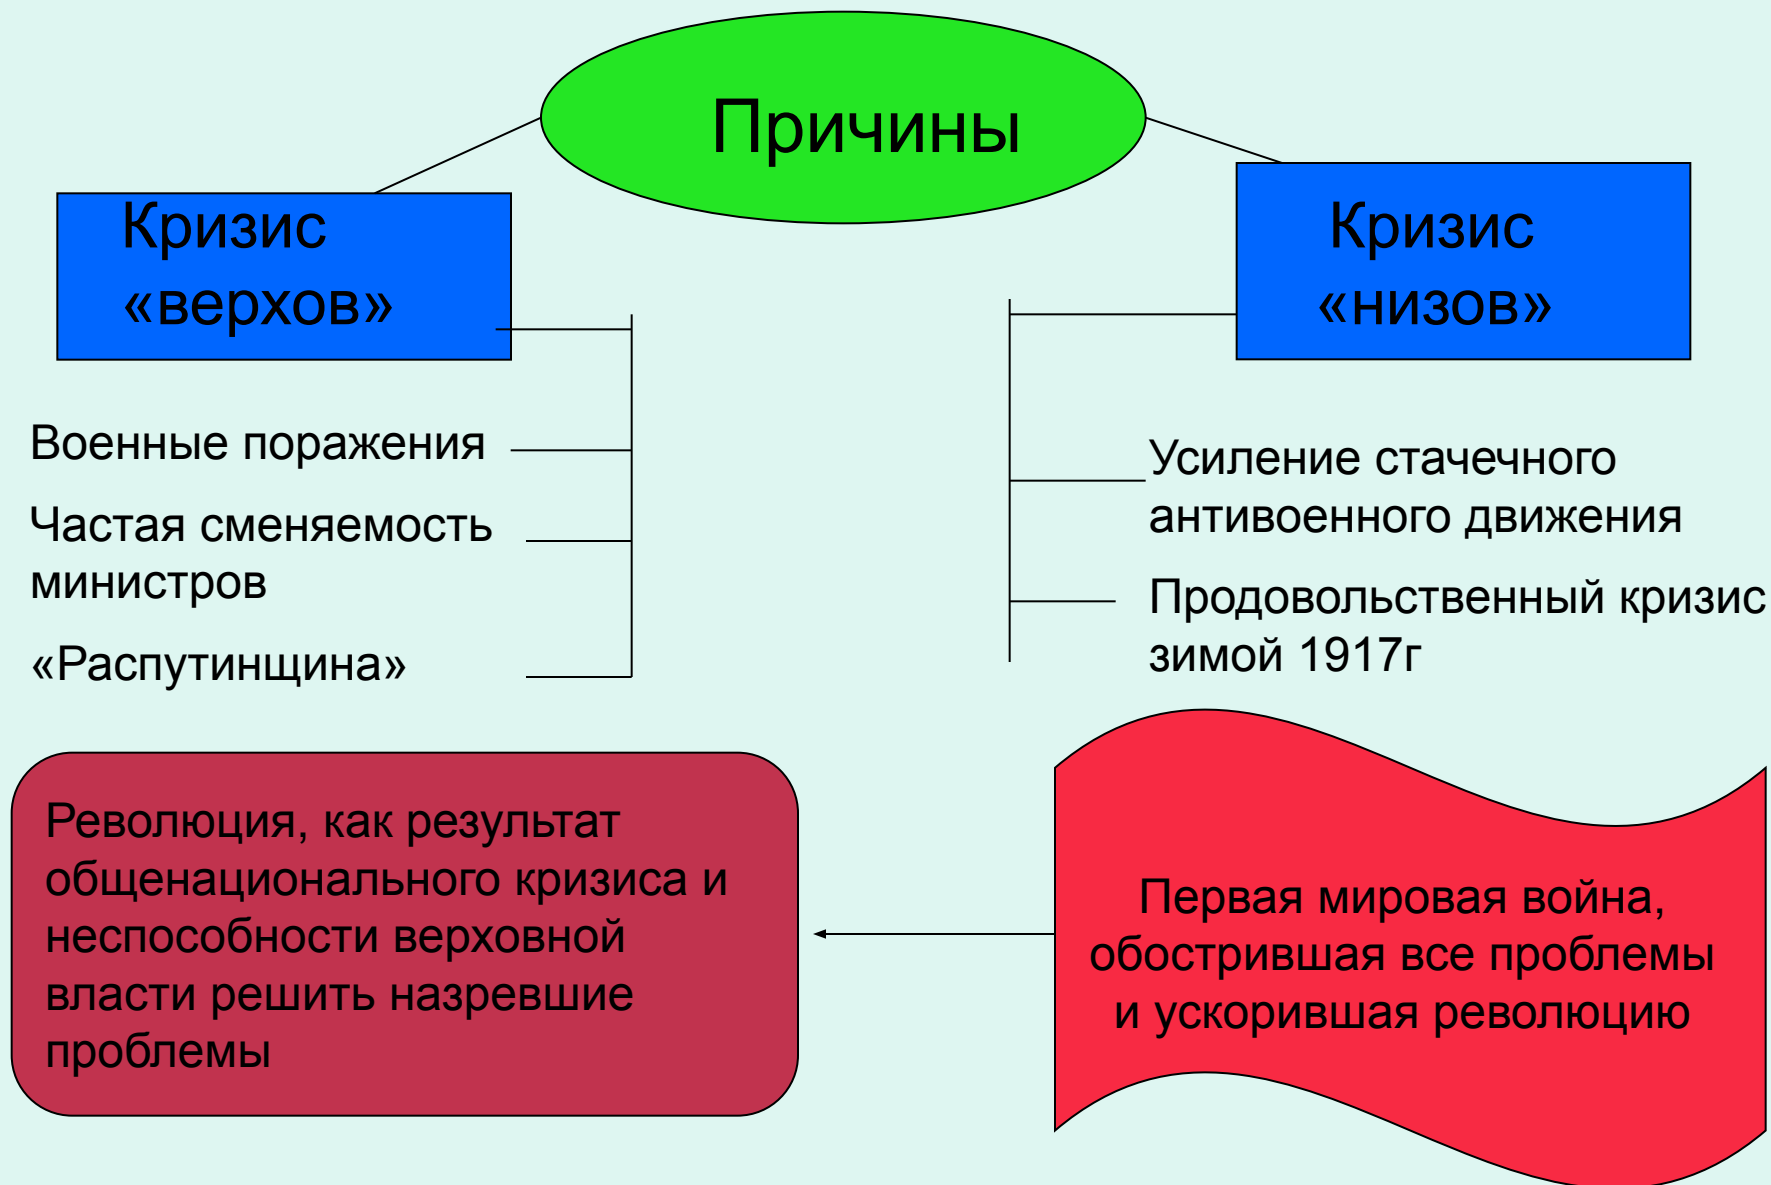 Причины
Кризис
«верхов»
Кризис
«низов»
Военные поражения
Частая сменяемость
министров
«Распутинщина»
Усиление стачечного
антивоенного движения
Продовольственный кризис
зимой 1917г
Революция, как результат
общенационального кризиса и
неспособности верховной
власти решить назревшие
проблемы
Первая мировая война,
обострившая все проблемы
и ускорившая революцию